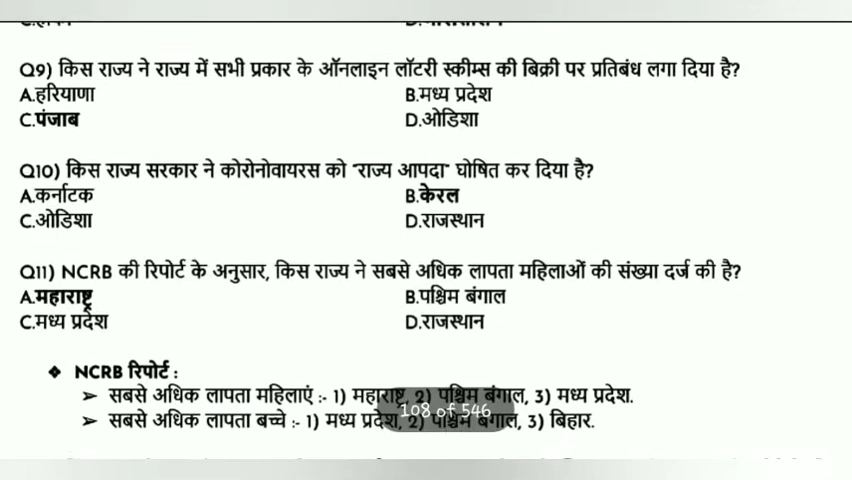 Q9) किस राज्य ने राज्य में सभी प्रकार के ऑनलाइन लॉटरी स्कीम्स की बिक्री पर प्रतिबंध लगा दिया है?
A.हरियाणा B.मध्य प्रदेश
C.पंजाब D.ओडिशा
Q10) किस राज्य सरकार ने कोरोनोवायरस को "राज्य आपदा" घोषित कर दिया है?
A.कर्नाटक B.केरल
C.ओडिशा D.राजस्थान
Q11) NCRB की रिपोर्ट के अनुसार, किस राज्य ने सबसे अधिक लापता महिलाओं की संख्या दर्ज की है?
A.महाराष्ट्र B.पश्चिम बंगाल
C.मध्य प्रदेश D.राजस्थान
❖ NCRB रिपोर्ट :
➢ सबसे अधिक लापता महिलाएं :- 1) महाराष्ट्र, 2) पश्चिम बंगाल, 3) मध्य प्रदेश.
108 of 546
➢ सबसे अधिक लापता बच्चे :- 1) मध्य प्रदेश, 2) पश्चिम बंगाल, 3) बिहार.